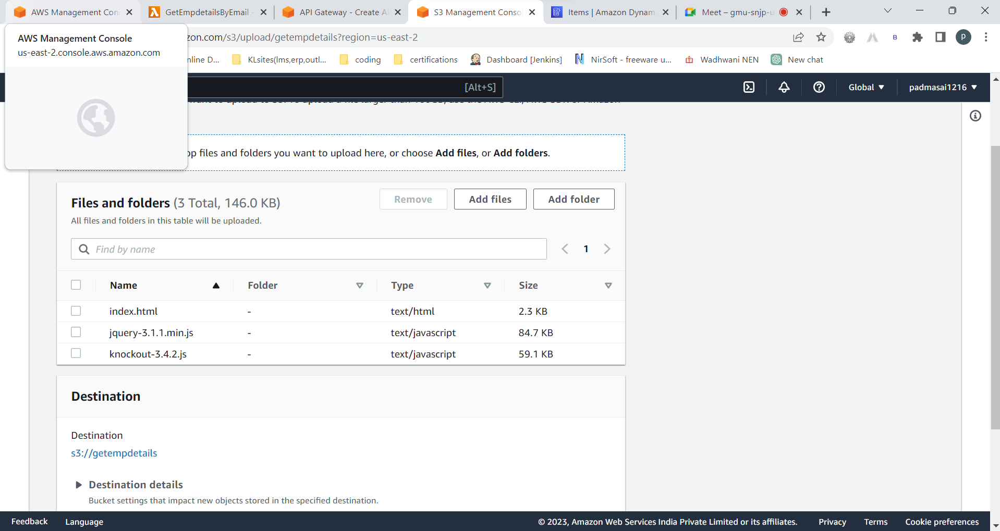 AWS Management Con
GetEmpdetailsByEmail -
API Gateway - Create A
S3 Management Conso
Items | Amazon Dynam
Meet – gmu-snjp-u
AWS Management Console
us-east-2.console.aws.amazon.com
zon.com/s3/upload/getempdetails?region=us-east-2
P
nline D...
KLsites(lms,erp,outl...
coding
certifications
Dashboard [Jenkins]
NirSoft - freeware u...
Wadhwani NEN
New chat
[Alt+S]
Global
padmasai1216
op files and folders you want to upload here, or choose Add files, or Add folders.
Files and folders (3 Total, 146.0 KB)
Remove
Add files
Add folder
All files and folders in this table will be uploaded.
Find by name
1
Name
Folder
Type
Size
index.html - text/html 2.3 KB
jquery-3.1.1.min.js - text/javascript 84.7 KB
knockout-3.4.2.js - text/javascript 59.1 KB
Destination
Destination
s3://getempdetails
Destination details
Bucket settings that impact new objects stored in the specified destination.
Feedback
Language
© 2023, Amazon Web Services India Private Limited or its affiliates.
Privacy
Terms
Cookie preferences